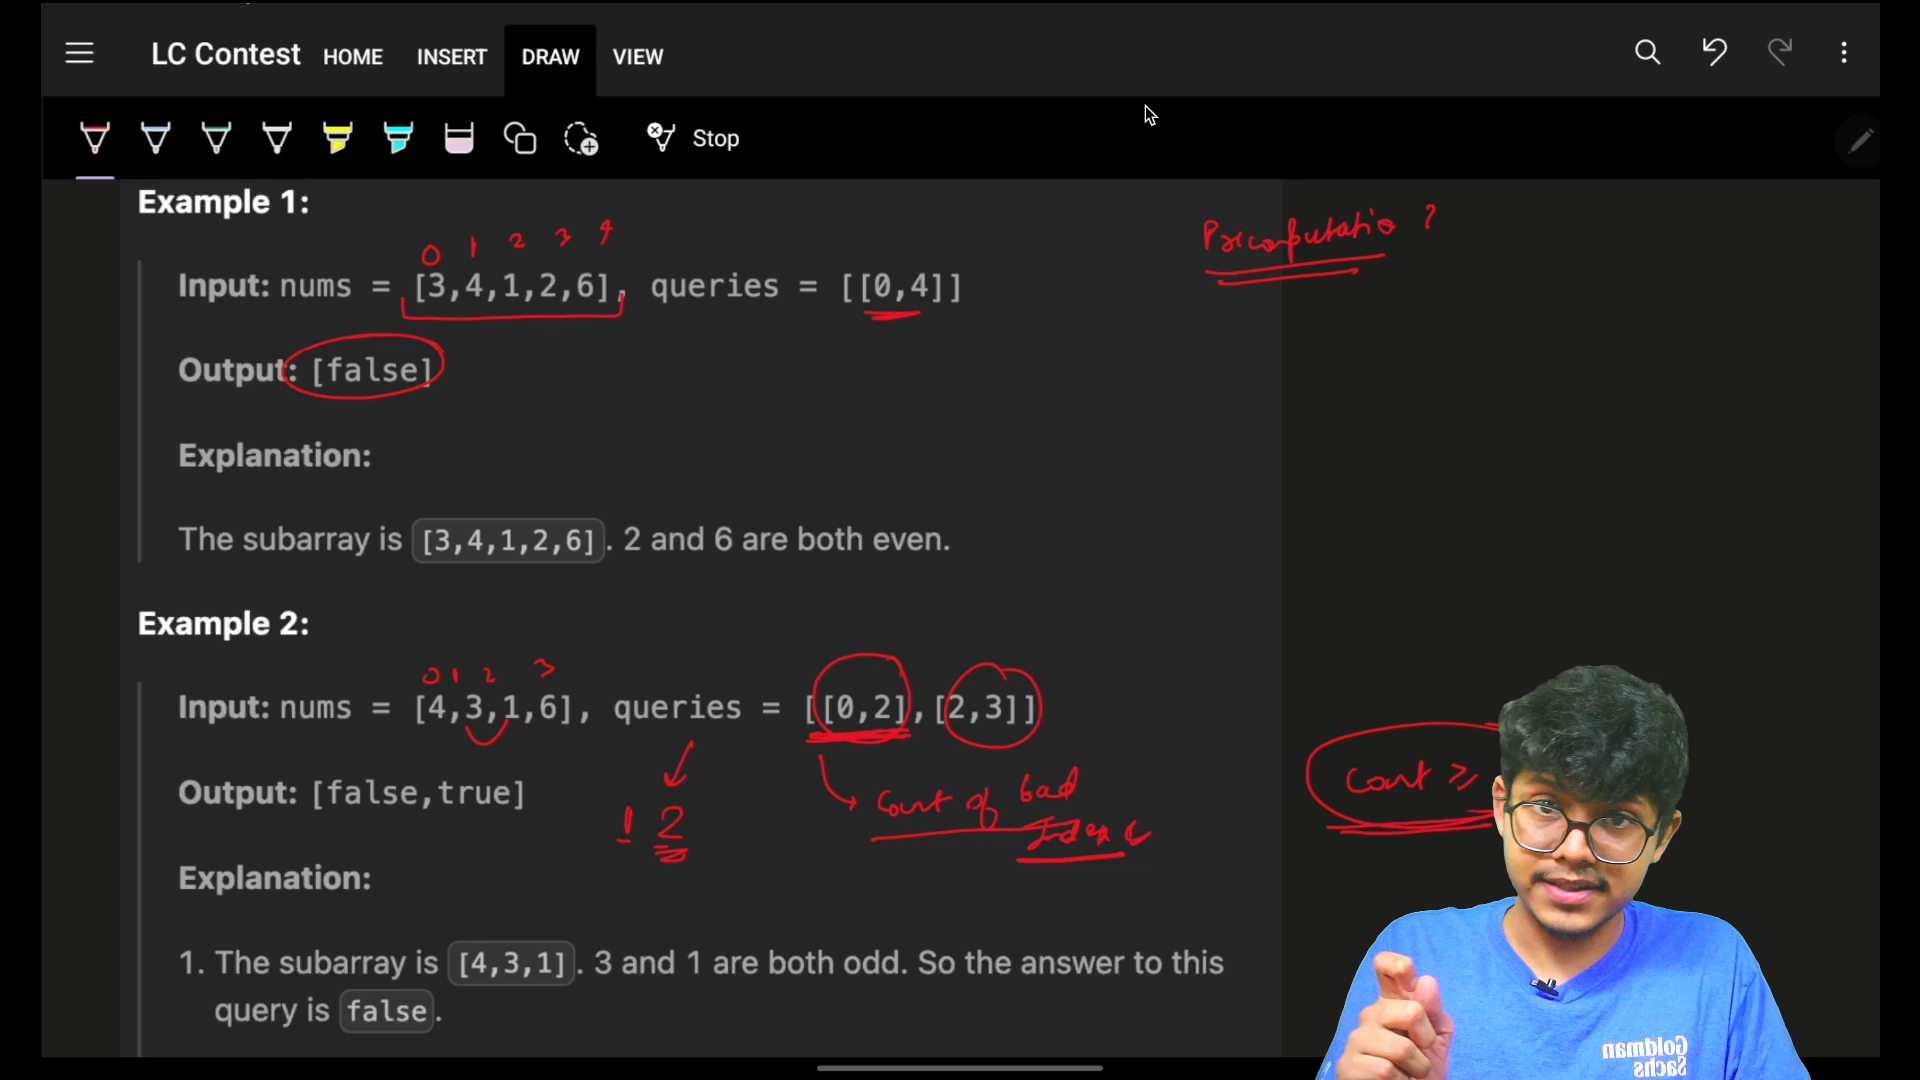 LC Contest HOME INSERT DRAW VIEW
Stop
Example 1:
0 1 2 3 4
Input: nums = [3,4,1,2,6], queries = [[0,4]]
Precomputatio ?
Output: [false]
Explanation:
The subarray is [3,4,1,2,6]. 2 and 6 are both even.
Example 2:
0 1 2 3
Input: nums = [4,3,1,6], queries = [[0,2],[2,3]]
Output: [false,true]
1 2
Count of bad
Index
Count ≥
Explanation:
1. The subarray is [4,3,1]. 3 and 1 are both odd. So the answer to this
query is false.
Goldman
Sachs